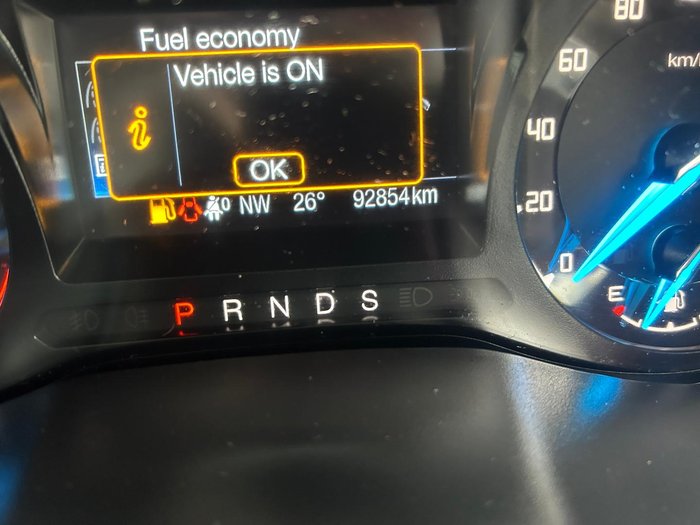 Fuel economy
Vehicle is ON
i
OK
NW 26° 92854km
P R N D S
80
60
km/
40
20
0
E